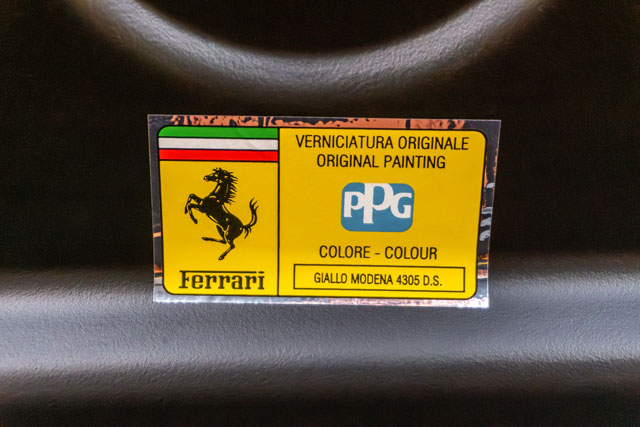 VERNICIATURA ORIGINALE
ORIGINAL PAINTING
PPG
COLORE - COLOUR
Ferrari
GIALLO MODENA 4305 D.S.